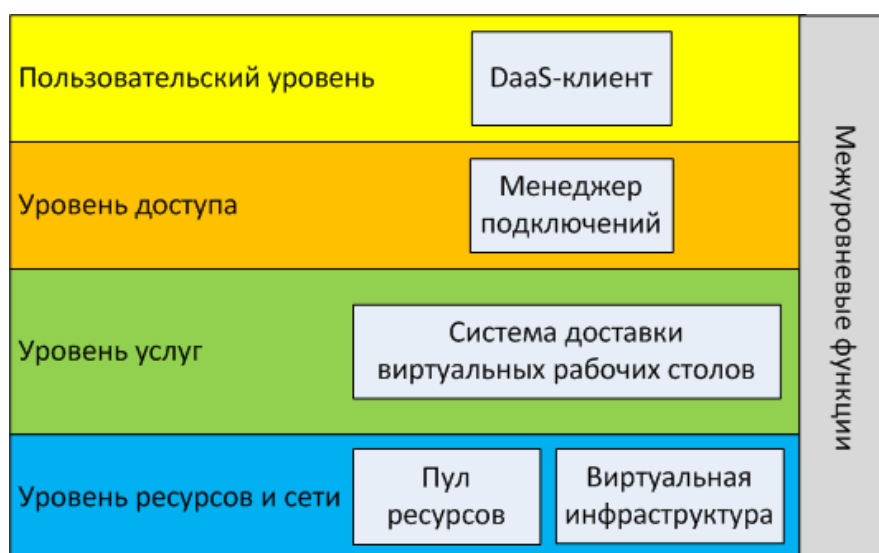 Пользовательский уровень
DaaS-клиент
Уровень доступа
Менеджер
подключений
Уровень услуг
Система доставки
виртуальных рабочих столов
Уровень ресурсов и сети
Пул
ресурсов
Виртуальная
инфраструктура
Межуровневые функции